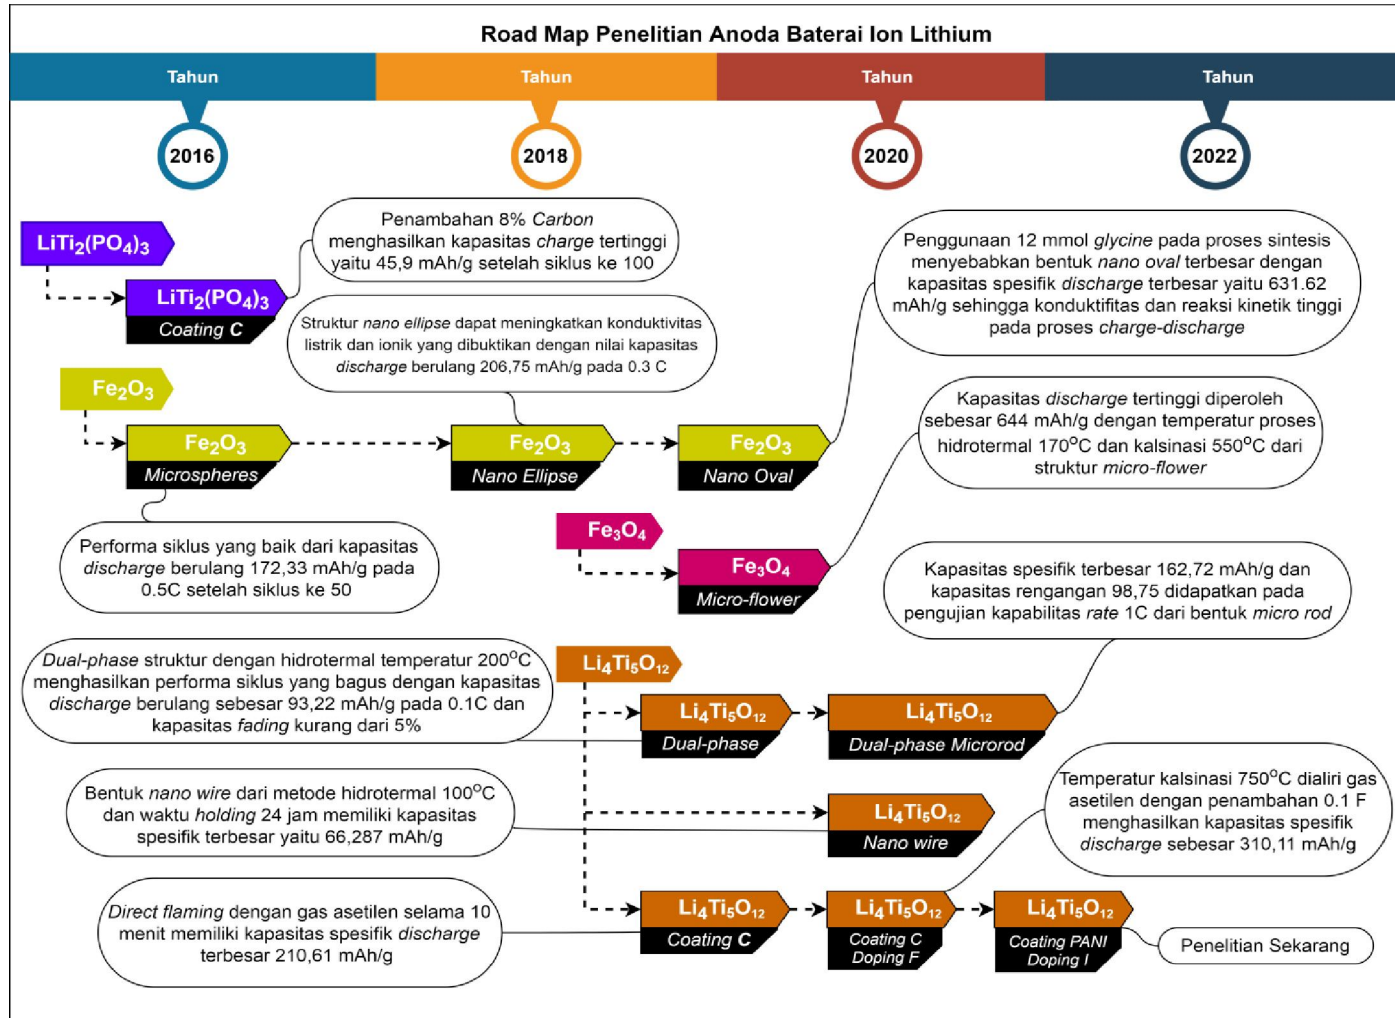 Road Map Penelitian Anoda Baterai Ion Lithium
Tahun
Tahun
Tahun
Tahun
2016
2018
2020
2022
LiTi₂(PO₄)₃
LiTi₂(PO₄)₃
Coating C
Penambahan 8% Carbon
menghasilkan kapasitas charge tertinggi
yaitu 45,9 mAh/g setelah siklus ke 100
Struktur nano ellipse dapat meningkatkan konduktivitas
listrik dan ionik yang dibuktikan dengan nilai kapasitas
discharge berulang 206,75 mAh/g pada 0.3 C
Penggunaan 12 mmol glycine pada proses sintesis
menyebabkan bentuk nano oval terbesar dengan
kapasitas spesifik discharge terbesar yaitu 631.62
mAh/g sehingga konduktifitas dan reaksi kinetik tinggi
pada proses charge-discharge
Fe₂O₃
Fe₂O₃
Microspheres
Fe₂O₃
Nano Ellipse
Fe₂O₃
Nano Oval
Kapasitas discharge tertinggi diperoleh
sebesar 644 mAh/g dengan temperatur proses
hidrotermal 170°C dan kalsinasi 550°C dari
struktur micro-flower
Performa siklus yang baik dari kapasitas
discharge berulang 172,33 mAh/g pada
0.5C setelah siklus ke 50
Fe₃O₄
Fe₃O₄
Micro-flower
Kapasitas spesifik terbesar 162,72 mAh/g dan
kapasitas rengangan 98,75 didapatkan pada
pengujian kapabilitas rate 1C dari bentuk micro rod
Dual-phase struktur dengan hidrotermal temperatur 200°C
menghasilkan performa siklus yang bagus dengan kapasitas
discharge berulang sebesar 93,22 mAh/g pada 0.1C dan
kapasitas fading kurang dari 5%
Li₄Ti₅O₁₂
Li₄Ti₅O₁₂
Dual-phase
Li₄Ti₅O₁₂
Dual-phase Microrod
Bentuk nano wire dari metode hidrotermal 100°C
dan waktu holding 24 jam memiliki kapasitas
spesifik terbesar yaitu 66,287 mAh/g
Li₄Ti₅O₁₂
Nano wire
Temperatur kalsinasi 750°C dialiri gas
asetilen dengan penambahan 0.1 F
menghasilkan kapasitas spesifik
discharge sebesar 310,11 mAh/g
Direct flaming dengan gas asetilen selama 10
menit memiliki kapasitas spesifik discharge
terbesar 210,61 mAh/g
Li₄Ti₅O₁₂
Coating C
Li₄Ti₅O₁₂
Coating C
Doping F
Li₄Ti₅O₁₂
Coating PANI
Doping I
Penelitian Sekarang